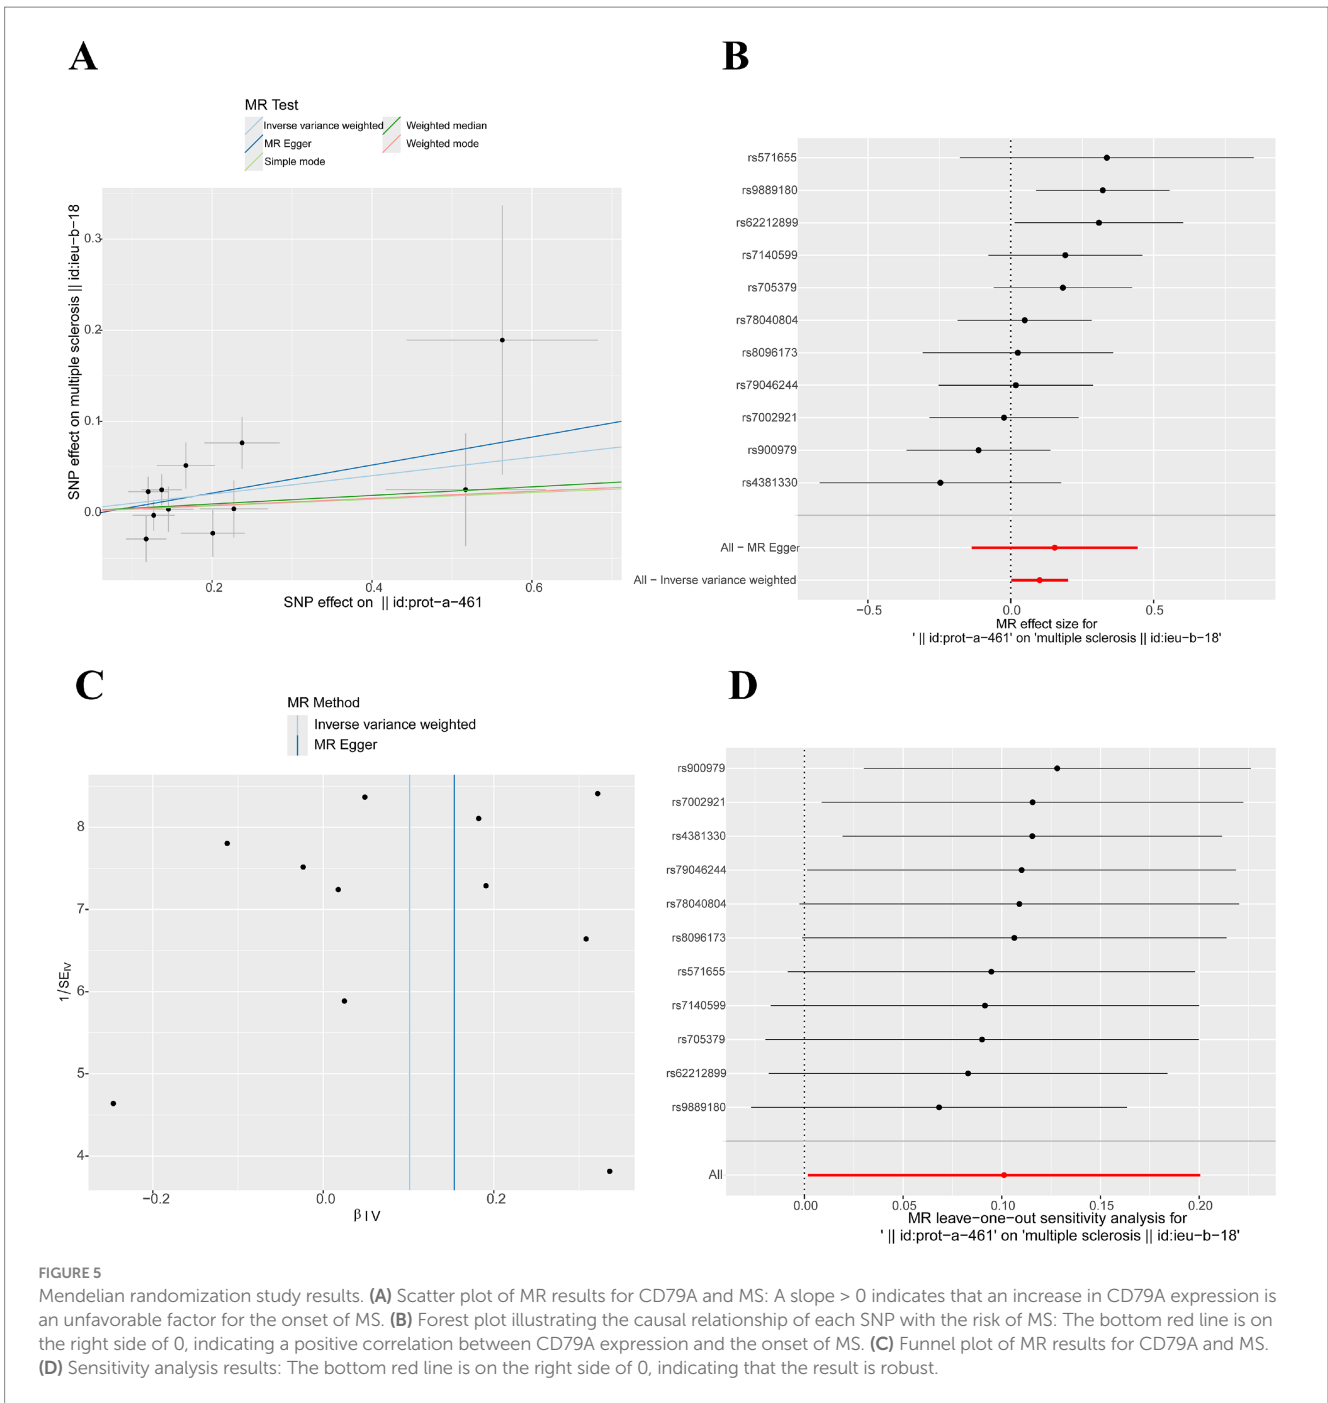 A
MR Test
Inverse variance weighted
Weighted median
MR Egger
Weighted mode
Simple mode
SNP effect on multiple sclerosis || id:ieu-b-18
0.3
0.2
0.1
0.0
0.2
0.4
0.6
SNP effect on || id:prot-a-461
B
rs571655
rs9889180
rs62212899
rs7140599
rs705379
rs78040804
rs8096173
rs79046244
rs7002921
rs900979
rs4381330
All - MR Egger
All - Inverse variance weighted
-0.5
0.0
0.5
MR effect size for
' || id:prot-a-461' on 'multiple sclerosis || id:ieu-b-18'
C
MR Method
Inverse variance weighted
MR Egger
1/SEIV
8
7
6
5
4
-0.2
0.0
0.2
βIV
D
rs900979
rs7002921
rs4381330
rs79046244
rs78040804
rs8096173
rs571655
rs7140599
rs705379
rs62212899
rs9889180
All
0.00
0.05
0.10
0.15
0.20
MR leave-one-out sensitivity analysis for
' || id:prot-a-461' on 'multiple sclerosis || id:ieu-b-18'
FIGURE 5
Mendelian randomization study results. (A) Scatter plot of MR results for CD79A and MS: A slope > 0 indicates that an increase in CD79A expression is
an unfavorable factor for the onset of MS. (B) Forest plot illustrating the causal relationship of each SNP with the risk of MS: The bottom red line is on
the right side of 0, indicating a positive correlation between CD79A expression and the onset of MS. (C) Funnel plot of MR results for CD79A and MS.
(D) Sensitivity analysis results: The bottom red line is on the right side of 0, indicating that the result is robust.